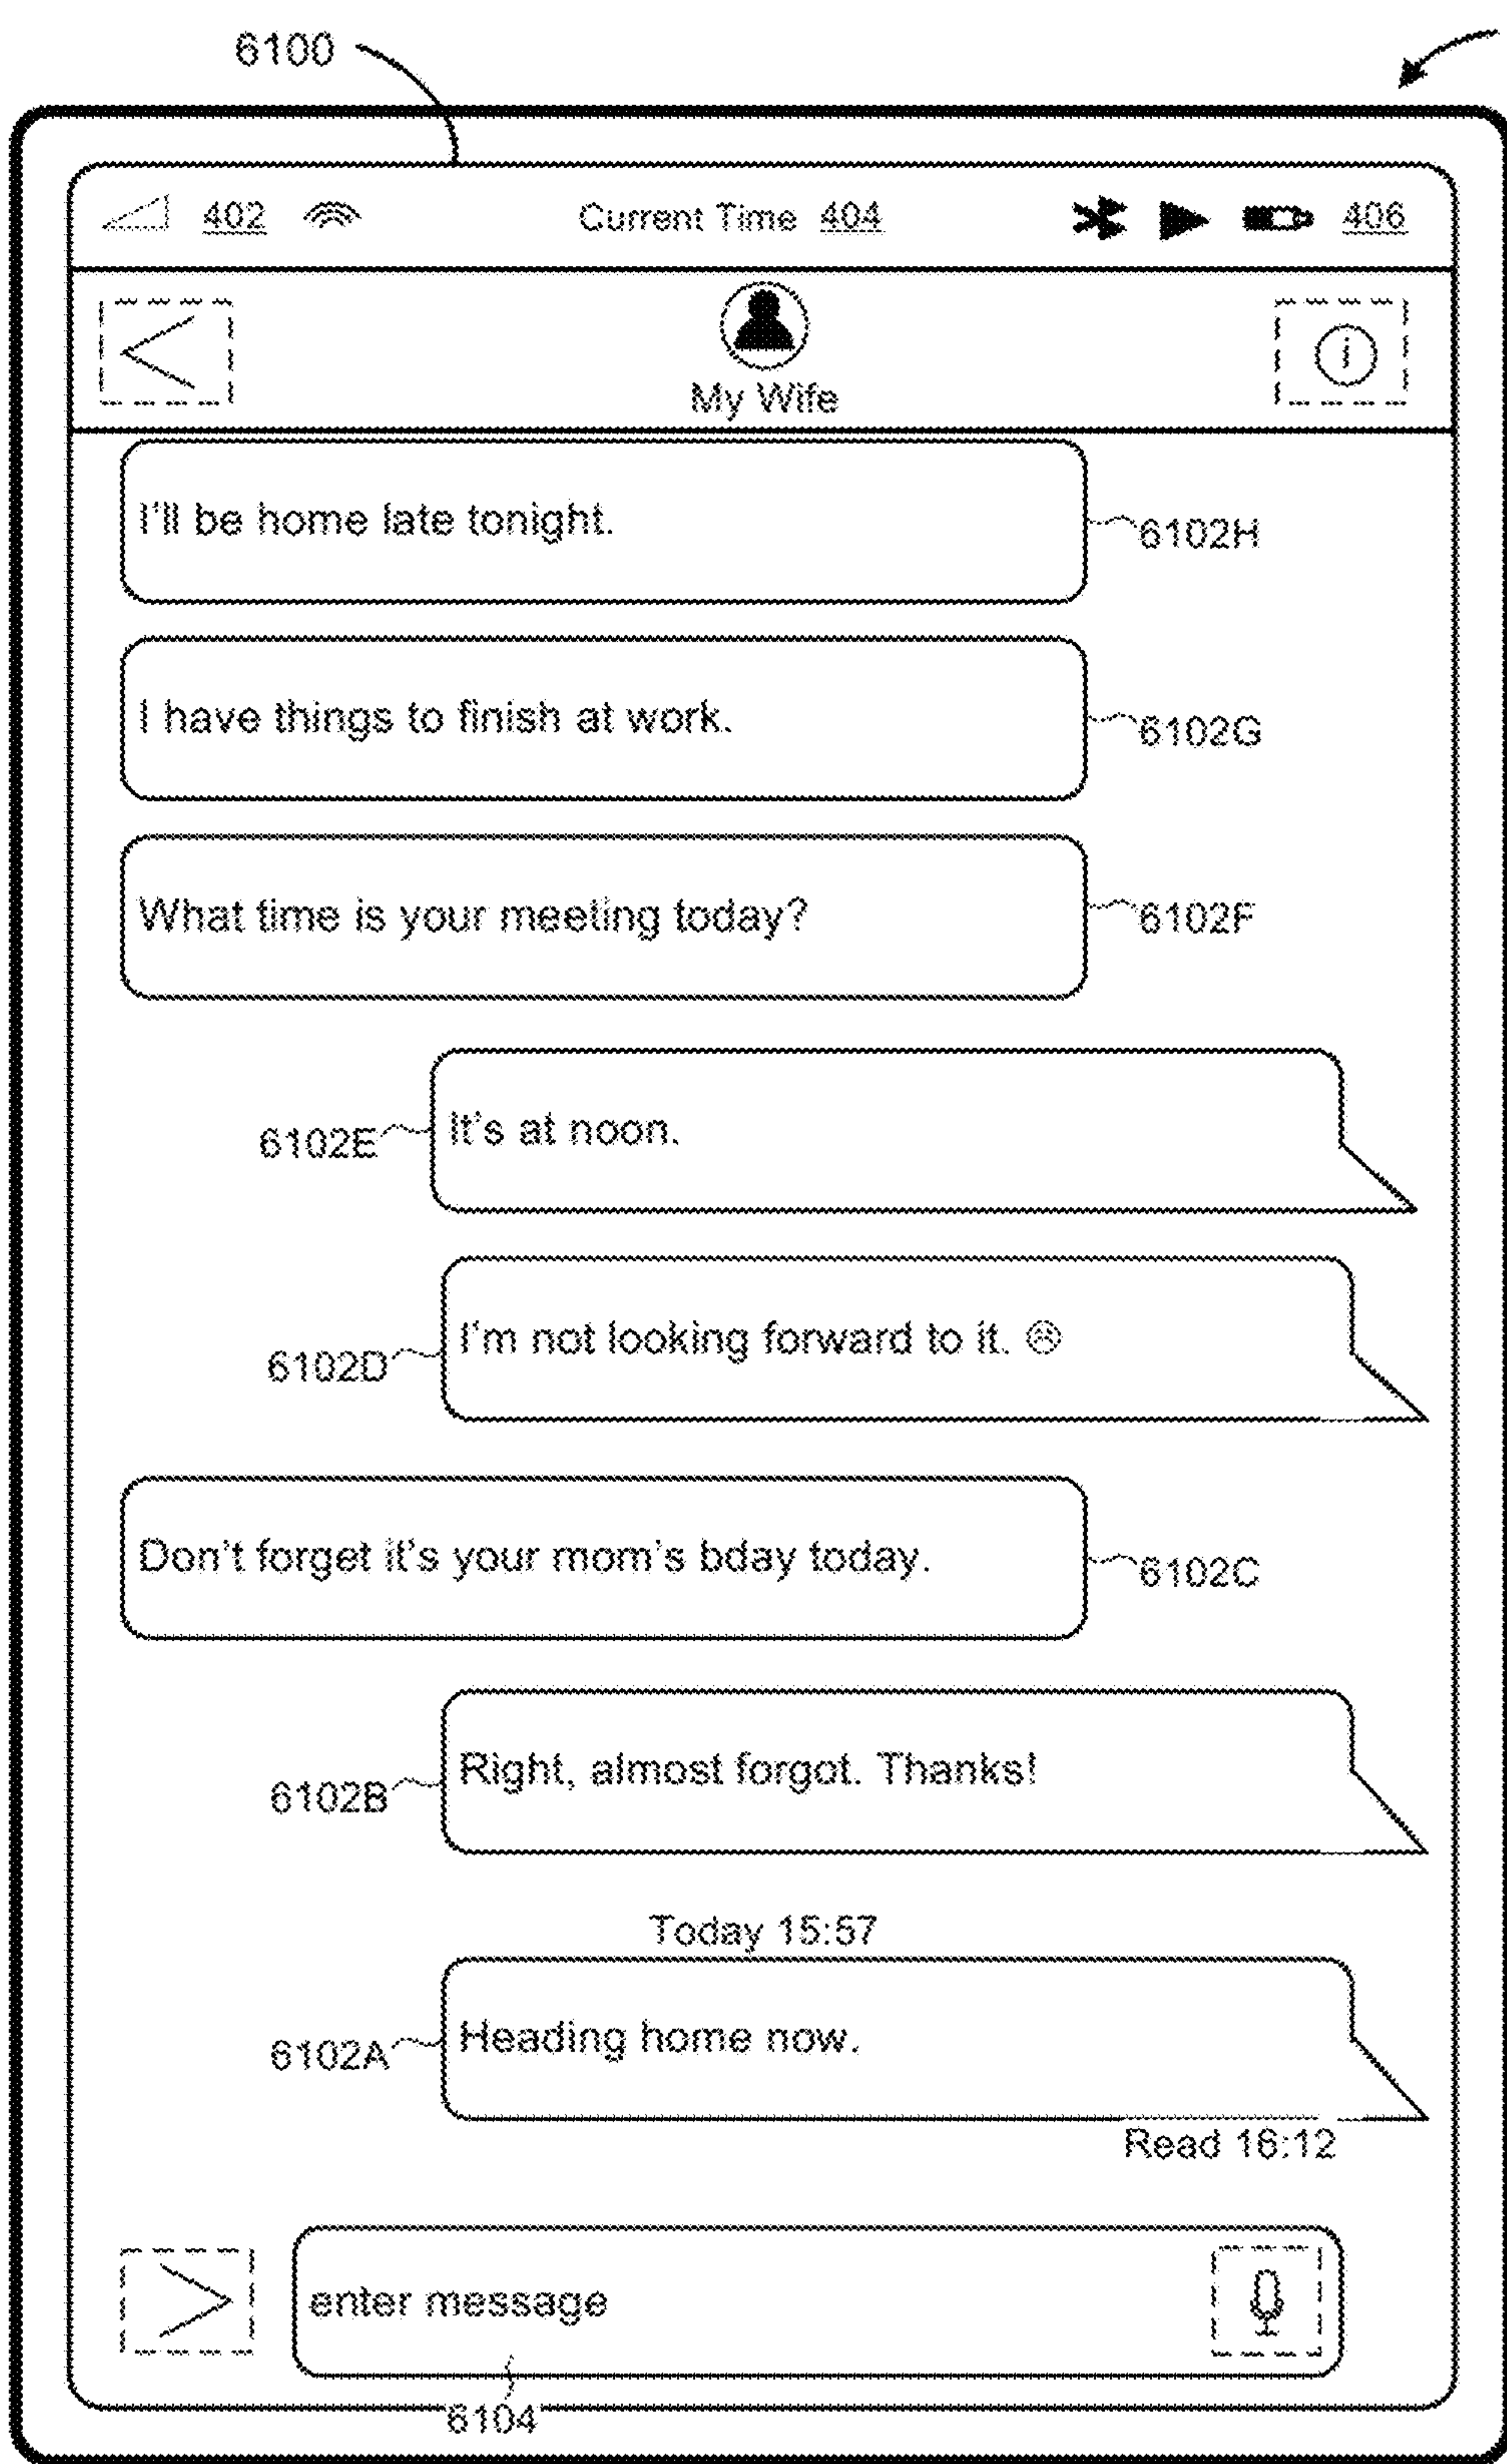 6100
402 Current Time 404 406
My Wife
I'll be home late tonight.
6102H
I have things to finish at work.
6102G
What time is your meeting today?
6102F
6102E
It's at noon.
6102D
I'm not looking forward to it. ☹
Don't forget it's your mom's bday today.
6102C
6102B
Right, almost forgot. Thanks!
Today 15:57
6102A
Heading home now.
Read 16:12
enter message
6104